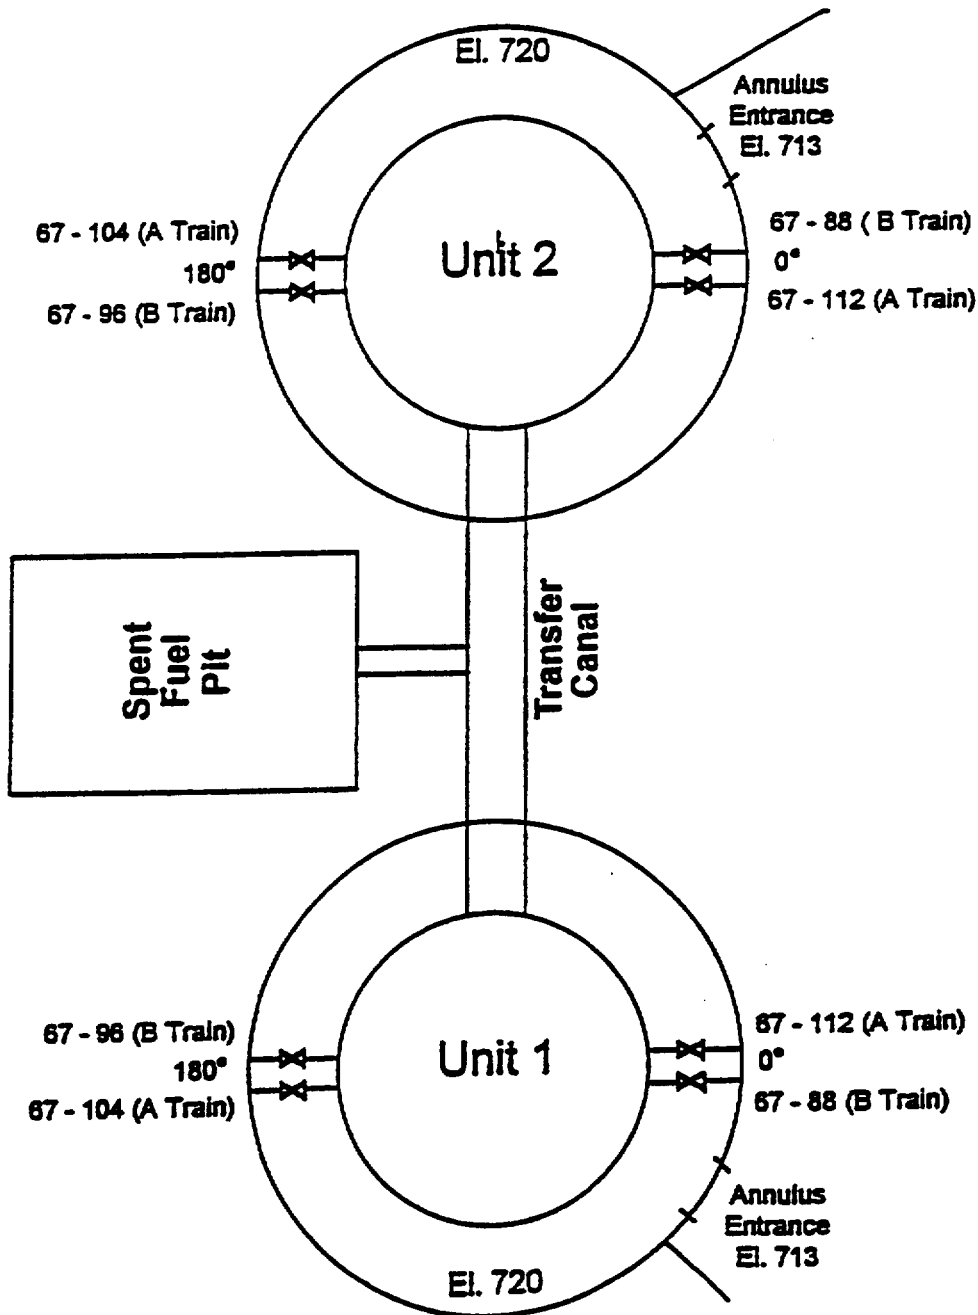 El. 720
Annulus
Entrance
El. 713
67 - 104 (A Train)
180°
67 - 96 (B Train)
Unit 2
67 - 88 ( B Train)
0°
67 - 112 (A Train)
Spent
Fuel
Pit
Transfer
Canal
67 - 96 (B Train)
180°
67 - 104 (A Train)
Unit 1
67 - 112 (A Train)
0°
67 - 88 (B Train)
Annulus
Entrance
El. 713
El. 720